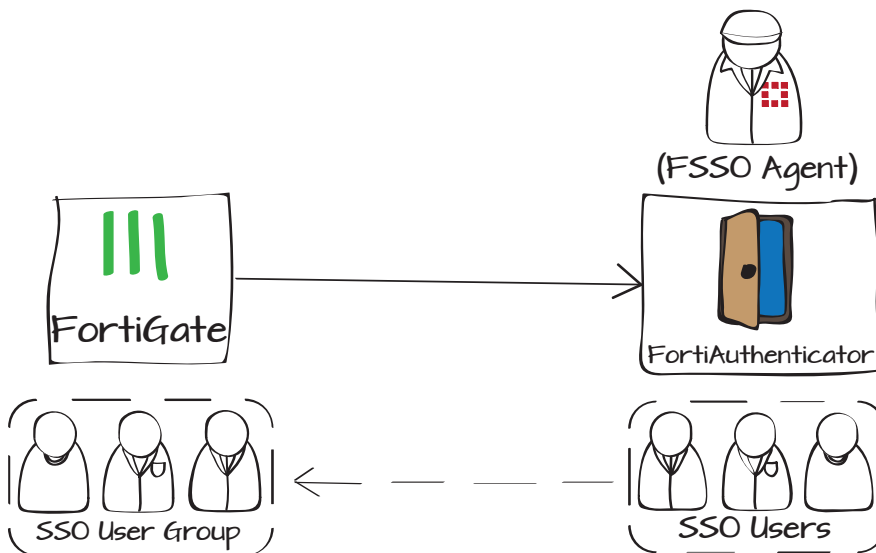 (FSSO Agent)
FortiGate
FortiAuthenticator
SSO User Group
SSO Users